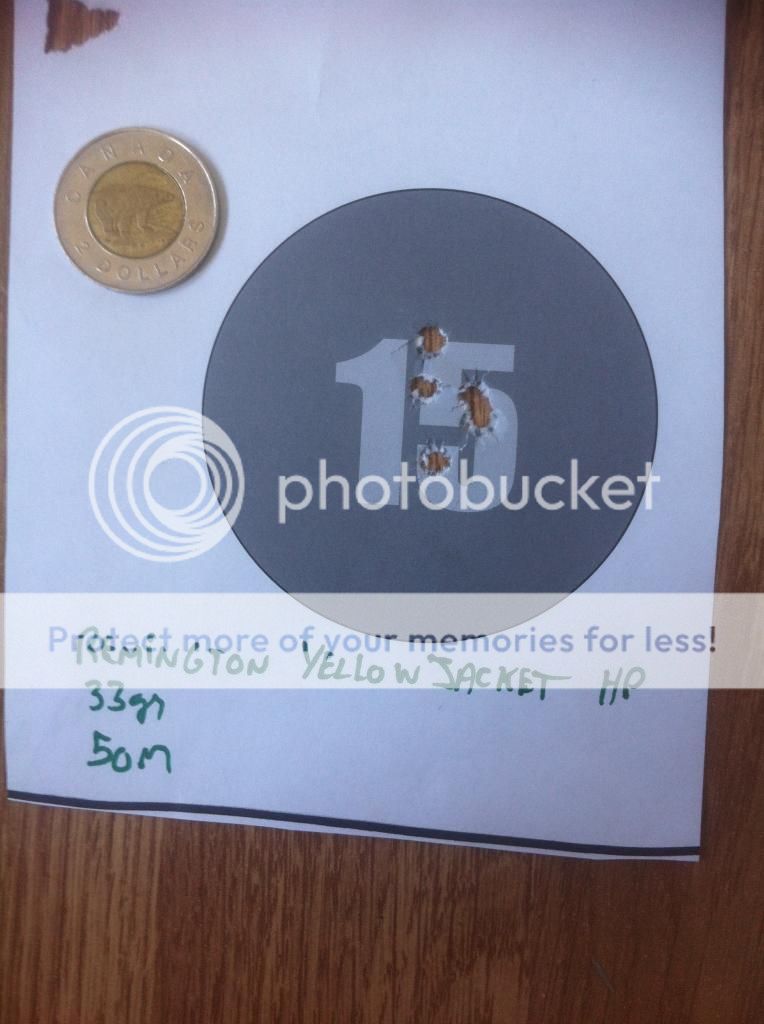 CANADA
2 DOLLARS
15
photobucket
Protect more of your memories for less!
REMINGTON YELLOW JACKET HP
33gr
50M